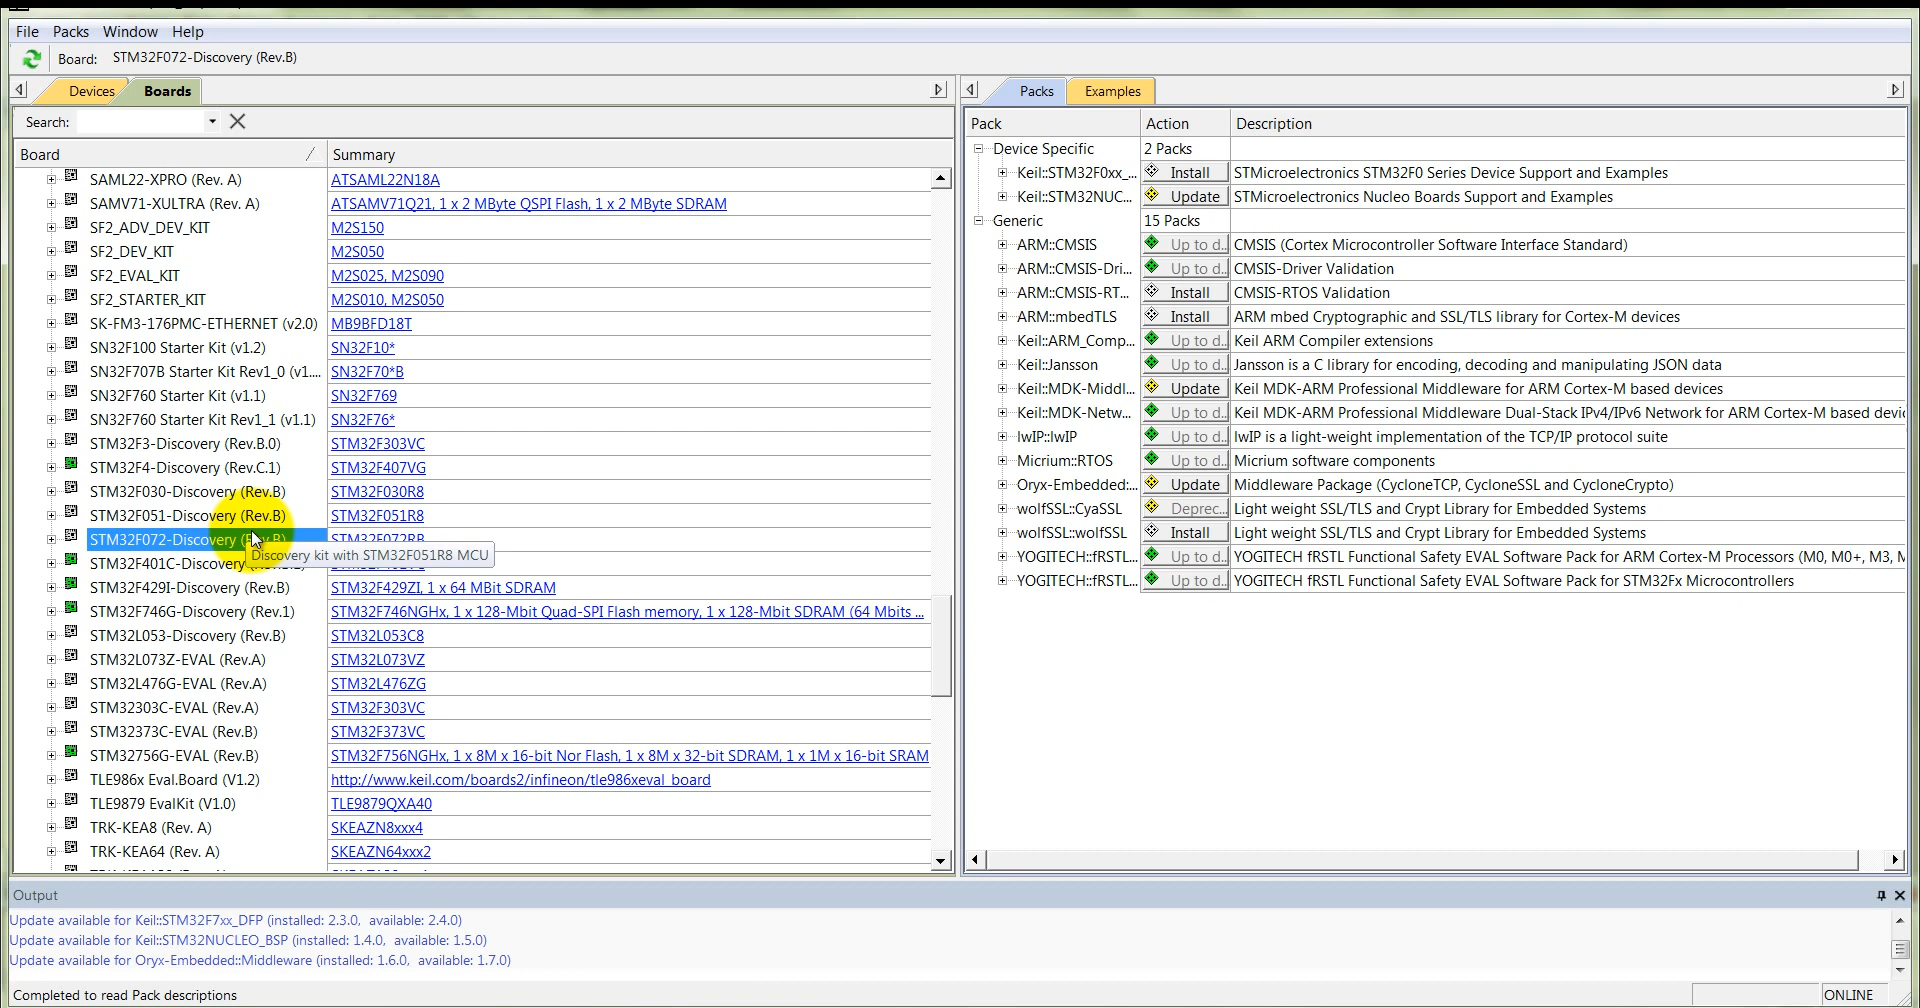 File Packs Window Help
Board: STM32F072-Discovery (Rev.B)
Devices Boards
Search:
Board Summary
SAML22-XPRO (Rev. A) ATSAML22N18A
SAMV71-XULTRA (Rev. A) ATSAMV71Q21, 1 x 2 MByte QSPI Flash, 1 x 2 MByte SDRAM
SF2_ADV_DEV_KIT M2S150
SF2_DEV_KIT M2S050
SF2_EVAL_KIT M2S025, M2S090
SF2_STARTER_KIT M2S010, M2S050
SK-FM3-176PMC-ETHERNET (v2.0) MB9BFD18T
SN32F100 Starter Kit (v1.2) SN32F10*
SN32F707B Starter Kit Rev1_0 (v1.... SN32F70*B
SN32F760 Starter Kit (v1.1) SN32F769
SN32F760 Starter Kit Rev1_1 (v1.1) SN32F76*
STM32F3-Discovery (Rev.B.0) STM32F303VC
STM32F4-Discovery (Rev.C.1) STM32F407VG
STM32F030-Discovery (Rev.B) STM32F030R8
STM32F051-Discovery (Rev.B) STM32F051R8
STM32F072-Discovery (Rev.B) STM32F072RB
Discovery kit with STM32F051R8 MCU
STM32F401C-Discovery
STM32F429I-Discovery (Rev.B) STM32F429ZI, 1 x 64 MBit SDRAM
STM32F746G-Discovery (Rev.1) STM32F746NGHx, 1 x 128-Mbit Quad-SPI Flash memory, 1 x 128-Mbit SDRAM (64 Mbits ...
STM32L053-Discovery (Rev.B) STM32L053C8
STM32L073Z-EVAL (Rev.A) STM32L073VZ
STM32L476G-EVAL (Rev.A) STM32L476ZG
STM32303C-EVAL (Rev.A) STM32F303VC
STM32373C-EVAL (Rev.B) STM32F373VC
STM32756G-EVAL (Rev.B) STM32F756NGHx, 1 x 8M x 16-bit Nor Flash, 1 x 8M x 32-bit SDRAM, 1 x 1M x 16-bit SRAM
TLE986x Eval.Board (V1.2) http://www.keil.com/boards2/infineon/tle986xeval_board
TLE9879 EvalKit (V1.0) TLE9879QXA40
TRK-KEA8 (Rev. A) SKEAZN8xxx4
TRK-KEA64 (Rev. A) SKEAZN64xxx2
Packs Examples
Pack Action Description
Device Specific 2 Packs
Keil::STM32F0xx_... Install STMicroelectronics STM32F0 Series Device Support and Examples
Keil::STM32NUC... Update STMicroelectronics Nucleo Boards Support and Examples
Generic 15 Packs
ARM::CMSIS Up to d... CMSIS (Cortex Microcontroller Software Interface Standard)
ARM::CMSIS-Dri... Up to d... CMSIS-Driver Validation
ARM::CMSIS-RT... Install CMSIS-RTOS Validation
ARM::mbedTLS Install ARM mbed Cryptographic and SSL/TLS library for Cortex-M devices
Keil::ARM_Comp... Up to d... Keil ARM Compiler extensions
Keil::Jansson Up to d... Jansson is a C library for encoding, decoding and manipulating JSON data
Keil::MDK-Middl... Update Keil MDK-ARM Professional Middleware for ARM Cortex-M based devices
Keil::MDK-Netw... Up to d... Keil MDK-ARM Professional Middleware Dual-Stack IPv4/IPv6 Network for ARM Cortex-M based devic
lwIP::lwIP Up to d... lwIP is a light-weight implementation of the TCP/IP protocol suite
Micrium::RTOS Up to d... Micrium software components
Oryx-Embedded:... Update Middleware Package (CycloneTCP, CycloneSSL and CycloneCrypto)
wolfSSL::CyaSSL Deprec... Light weight SSL/TLS and Crypt Library for Embedded Systems
wolfSSL::wolfSSL Install Light weight SSL/TLS and Crypt Library for Embedded Systems
YOGITECH::fRSTL... Up to d... YOGITECH fRSTL Functional Safety EVAL Software Pack for ARM Cortex-M Processors (M0, M0+, M3, M
YOGITECH::fRSTL... Up to d... YOGITECH fRSTL Functional Safety EVAL Software Pack for STM32Fx Microcontrollers
Output
Update available for Keil::STM32F7xx_DFP (installed: 2.3.0, available: 2.4.0)
Update available for Keil::STM32NUCLEO_BSP (installed: 1.4.0, available: 1.5.0)
Update available for Oryx-Embedded::Middleware (installed: 1.6.0, available: 1.7.0)
Completed to read Pack descriptions ONLINE